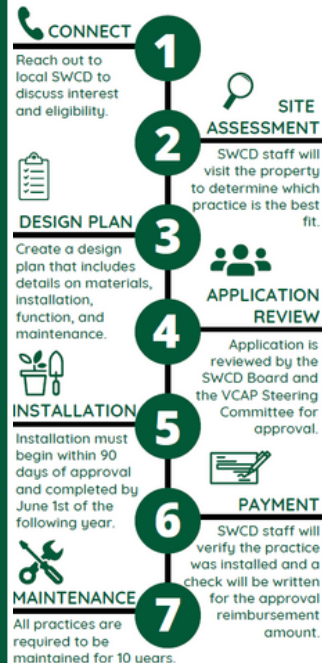 CONNECT
1
Reach out to
local SWCD to
discuss interest
and eligibility.
SITE
ASSESSMENT
2
SWCD staff will
visit the property
to determine which
practice is the best
fit.
DESIGN PLAN
3
Create a design
plan that includes
details on materials,
installation,
function, and
maintenance.
APPLICATION
REVIEW
4
Application is
reviewed by the
SWCD Board and
the VCAP Steering
Committee for
approval.
INSTALLATION
5
Installation must
begin within 90
days of approval
and completed by
June 1st of the
following year.
PAYMENT
6
SWCD staff will
verify the practice
was installed and a
check will be written
for the approval
reimbursement
amount.
MAINTENANCE
7
All practices are
required to be
maintained for 10 years.